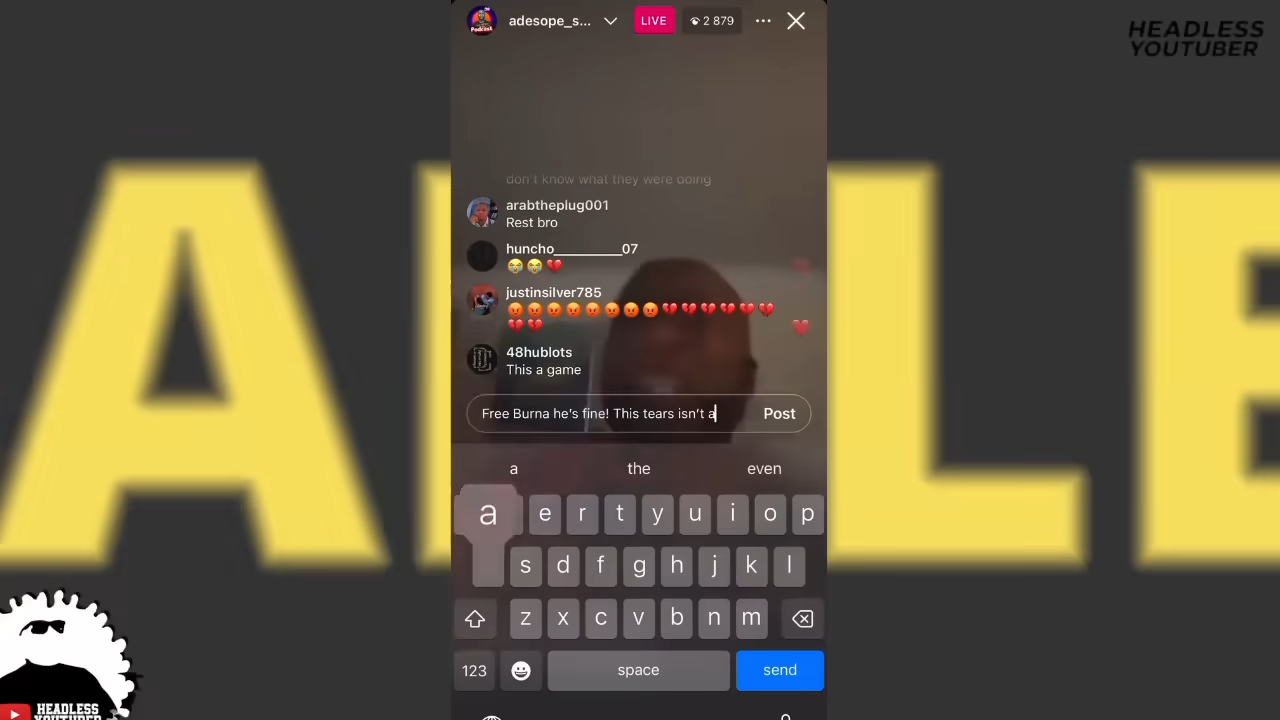 HEADLESS
YOUTUBER
adesope_s...
LIVE
2 879
Podcast
don't know what they were doing
arabtheplug001
Rest bro
huncho__________07
😭 😭 💔
justinsilver785
😡 😡 😡 😡 😡 😡 😡 😡 💔 💔 💔 💔 💔 💔
💔 💔
48hublots
This a game
Free Burna he's fine! This tears isn't a
Post
a the even
a e r t y u i o p
s d f g h j k l
z x c v b n m
123 space send
HEADLESS